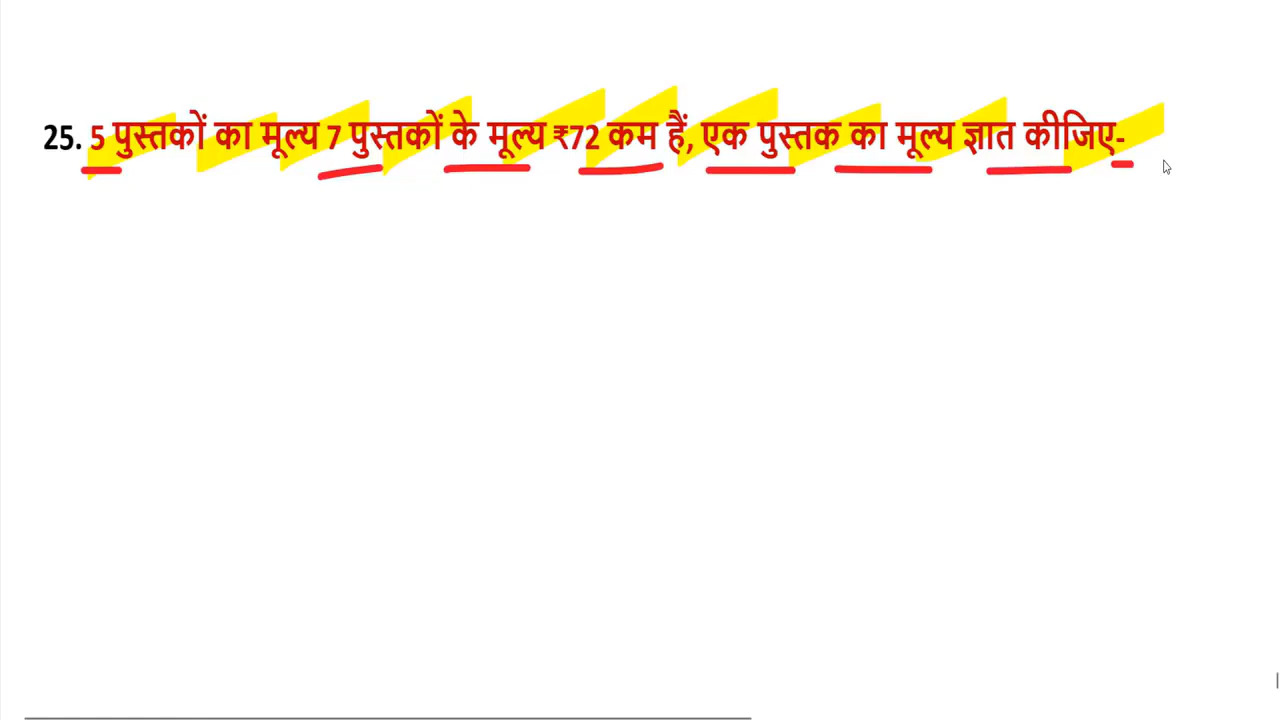 25. 5 पुस्तकों का मूल्य 7 पुस्तकों के मूल्य ₹72 कम हैं, एक पुस्तक का मूल्य ज्ञात कीजिए-